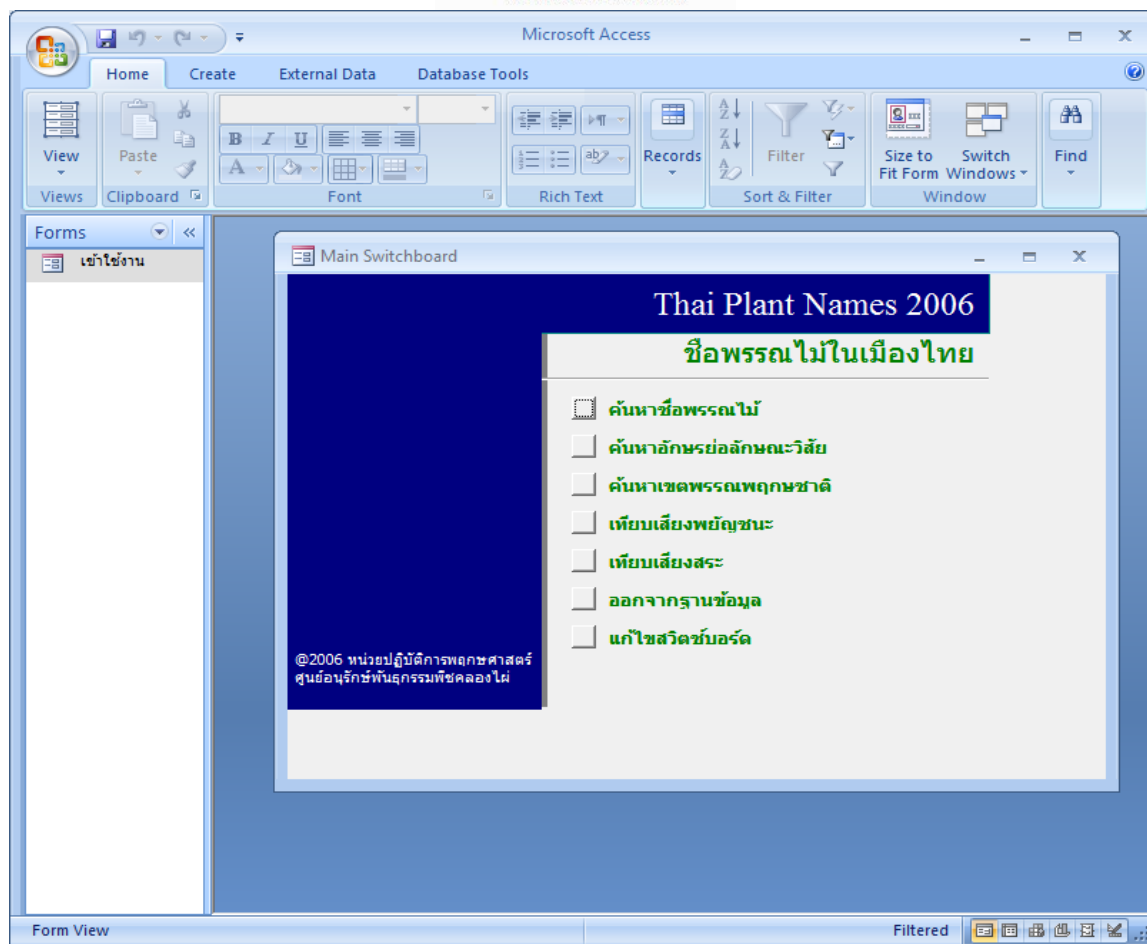 Microsoft Access
Home Create External Data Database Tools
View Paste B I U Records Filter Size to Fit Form Switch Windows Find
Views Clipboard Font Rich Text Sort & Filter Window
Forms
เข้าใช้งาน
Main Switchboard
Thai Plant Names 2006
ชื่อพรรณไม้ในเมืองไทย
ค้นหาชื่อพรรณไม้
ค้นหาอักษรย่อลักษณะวิสัย
ค้นหาเขตพรรณพฤกษชาติ
เทียบเสียงพยัญชนะ
เทียบเสียงสระ
ออกจากฐานข้อมูล
แก้ไขสวิตช์บอร์ด
@2006 หน่วยปฏิบัติการพฤกษศาสตร์
ศูนย์อนุรักษ์พันธุกรรมพืชคลองไผ่
Form View Filtered